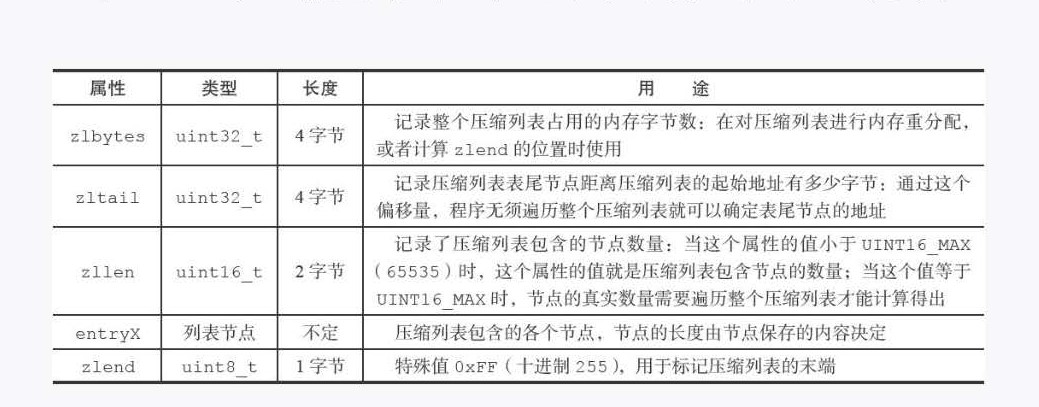 属性 类型 长度 用 途
zlbytes uint32_t 4 字节 记录整个压缩列表占用的内存字节数：在对压缩列表进行内存重分配，
或者计算 zlend 的位置时使用
zltail uint32_t 4 字节 记录压缩列表表尾节点距离压缩列表的起始地址有多少字节：通过这个
偏移量，程序无须遍历整个压缩列表就可以确定表尾节点的地址
zllen uint16_t 2 字节 记录了压缩列表包含的节点数量：当这个属性的值小于 UINT16_MAX
（65535）时，这个属性的值就是压缩列表包含节点的数量；当这个值等于
UINT16_MAX 时，节点的真实数量需要遍历整个压缩列表才能计算得出
entryX 列表节点 不定 压缩列表包含的各个节点，节点的长度由节点保存的内容决定
zlend uint8_t 1 字节 特殊值 0xFF（十进制 255），用于标记压缩列表的末端